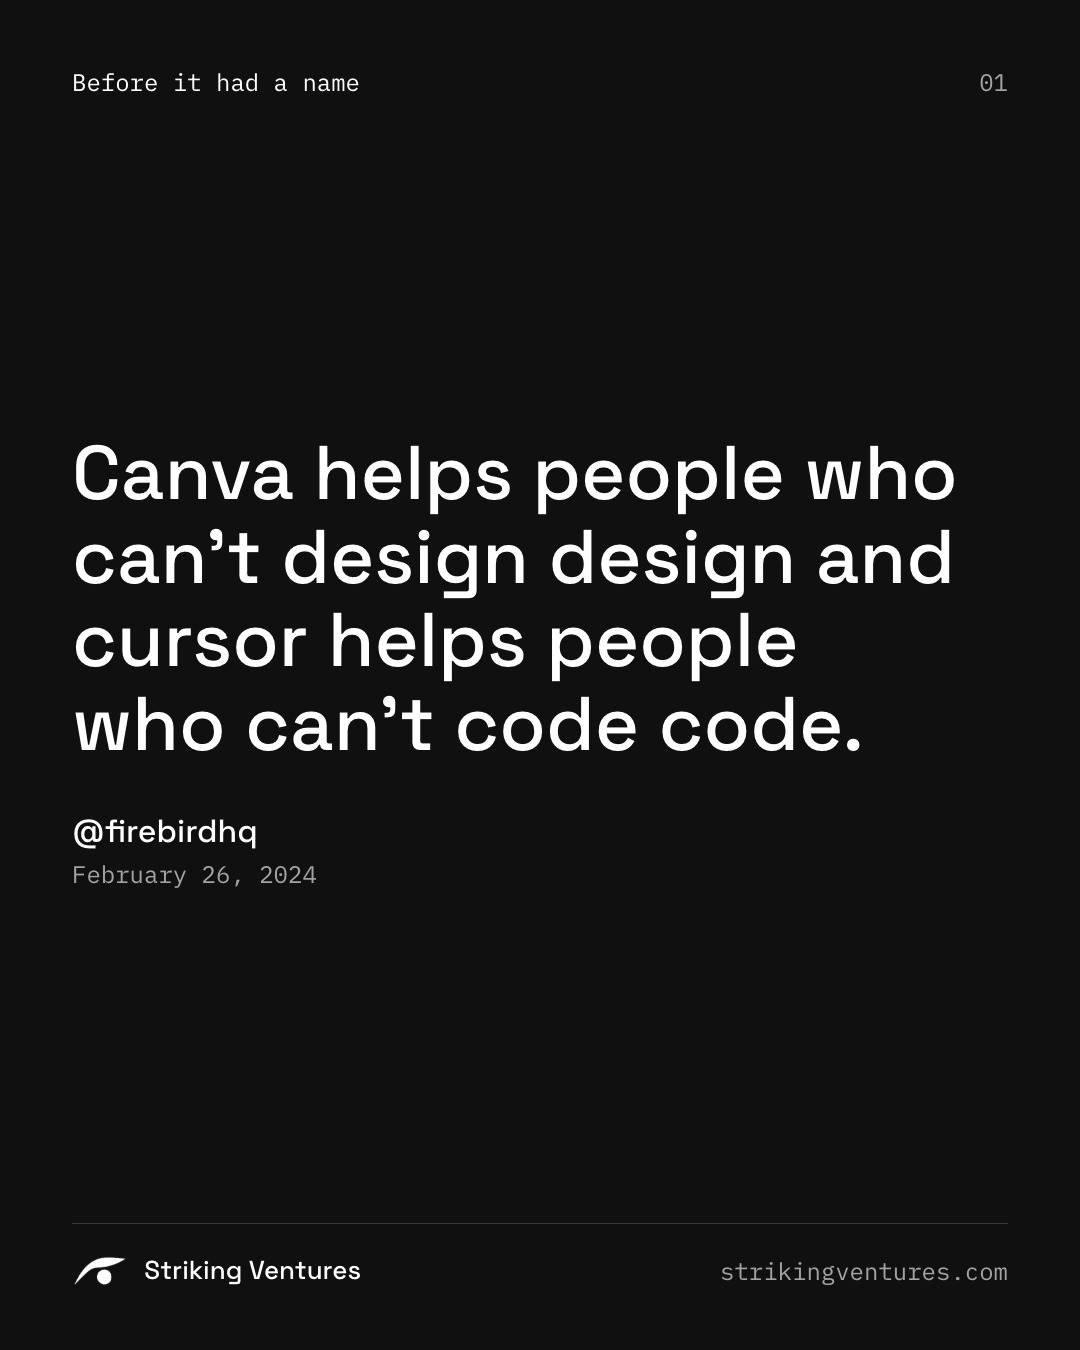 Before it had a name
01
Canva helps people who
can’t design design and
cursor helps people
who can’t code code.
@firebirdhq
February 26, 2024
Striking Ventures
strikingventures.com